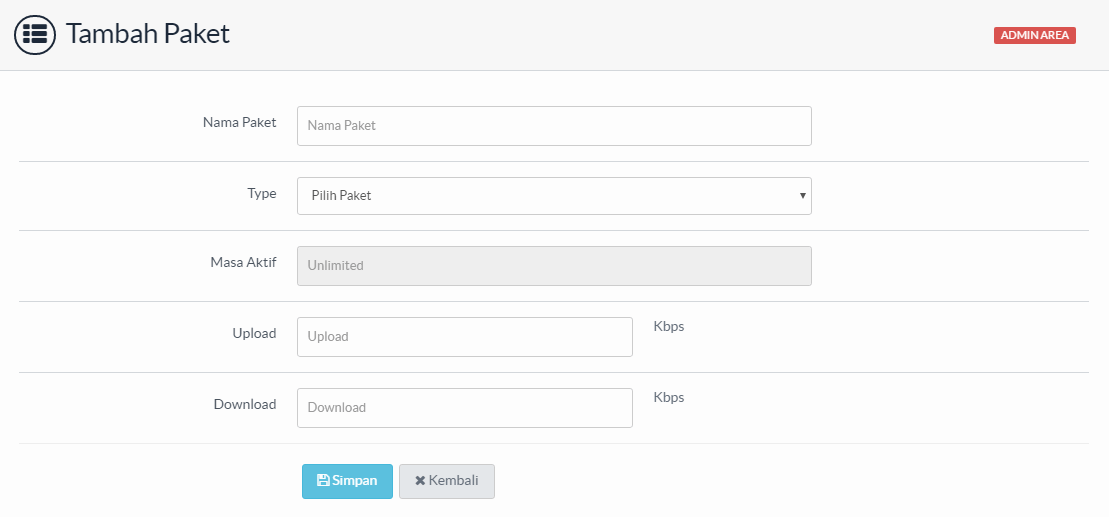 Tambah Paket
ADMIN AREA
Nama Paket
Nama Paket
Type
Pilih Paket
Masa Aktif
Unlimited
Upload
Upload
Kbps
Download
Download
Kbps
Simpan
Kembali